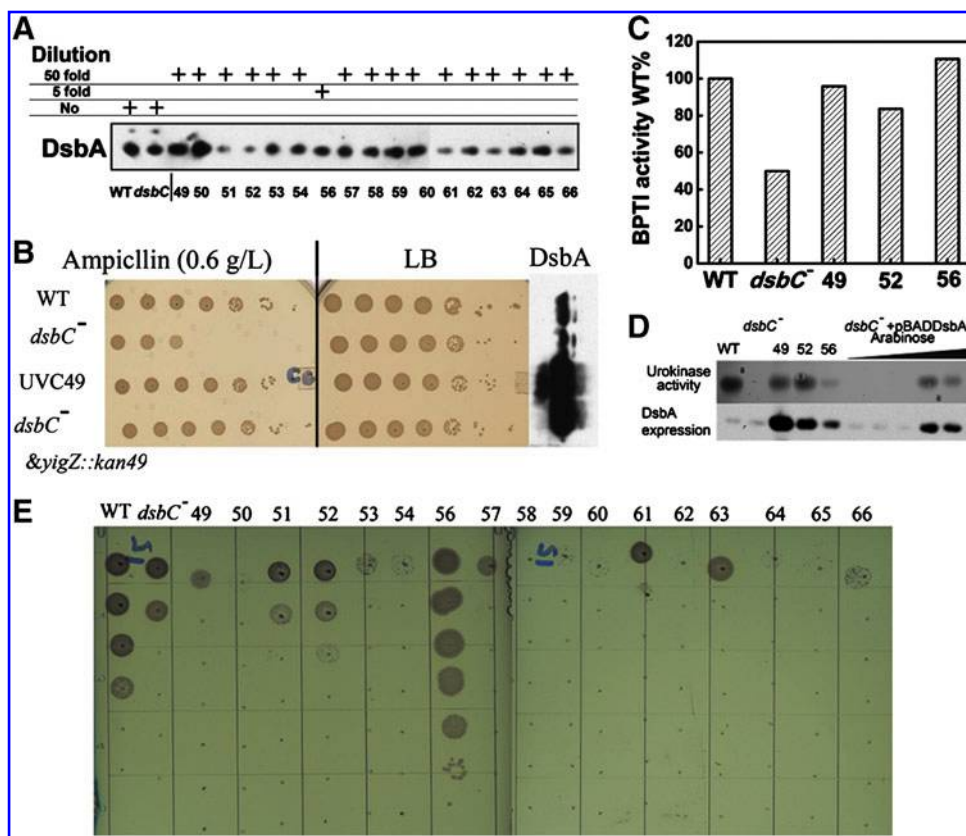 A
Dilution
50 fold + + + + + + + + + + + + + + + + +
5 fold +
No + +
DsbA
WT dsbC 49 50 51 52 53 54 56 57 58 59 60 61 62 63 64 65 66
B
Ampicllin (0.6 g/L) LB DsbA
WT
dsbC⁻
UVC49
dsbC⁻
&yigZ::kan49
C
BPTI activity WT%
120
100
80
60
40
20
0
WT dsbC⁻ 49 52 56
D
dsbC⁻ dsbC⁻+pBADDsbA
WT 49 52 56 Arabinose
Urokinase
activity
DsbA
expression
E
WT dsbC⁻ 49 50 51 52 53 54 56 57 58 59 60 61 62 63 64 65 66